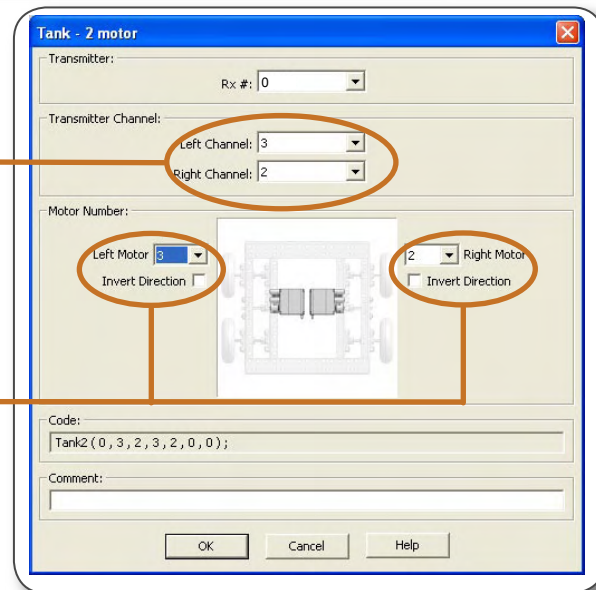 Tank - 2 motor
Transmitter:
Rx #: 0
Transmitter Channel:
Left Channel: 3
Right Channel: 2
Motor Number:
Left Motor 3
Invert Direction
2 Right Motor
Invert Direction
Code:
Tank2(0,3,2,3,2,0,0);
Comment:
OK Cancel Help